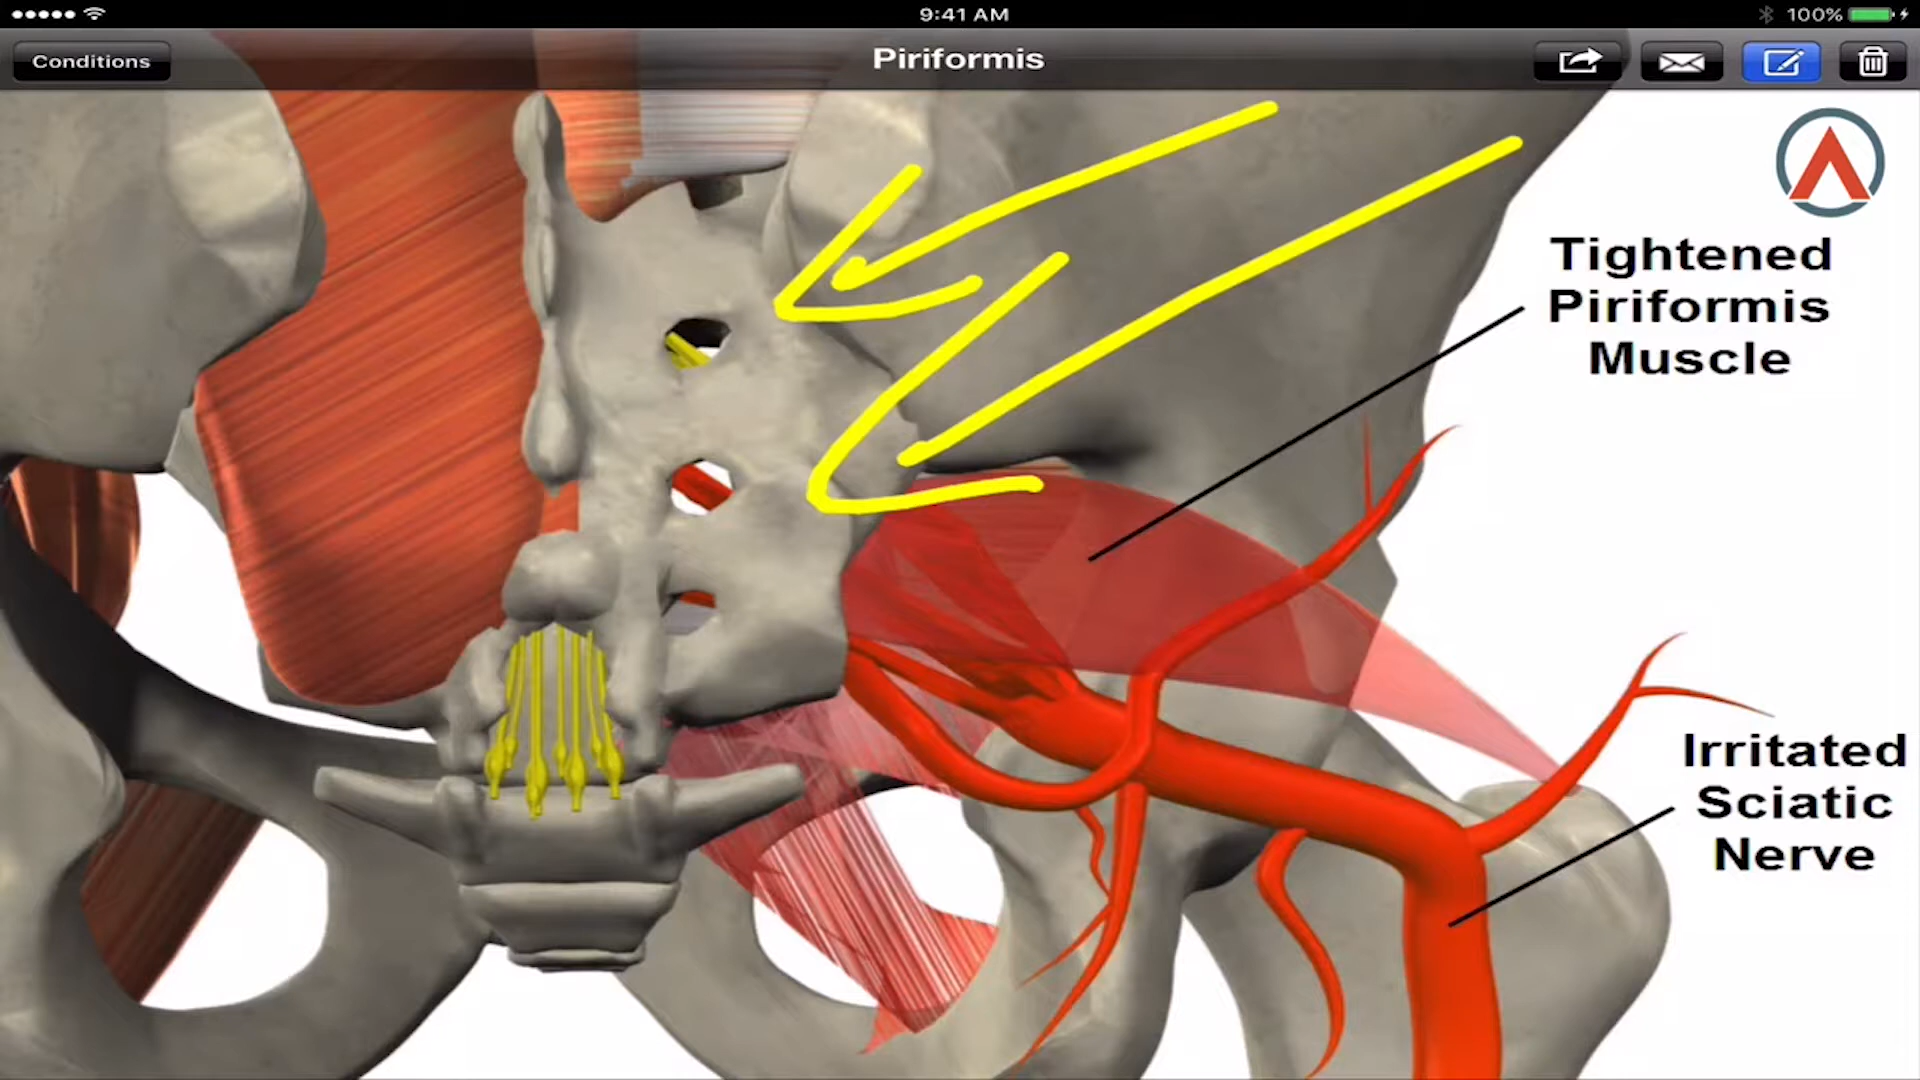 9:41 AM
100%
Conditions
Piriformis
Tightened
Piriformis
Muscle
Irritated
Sciatic
Nerve